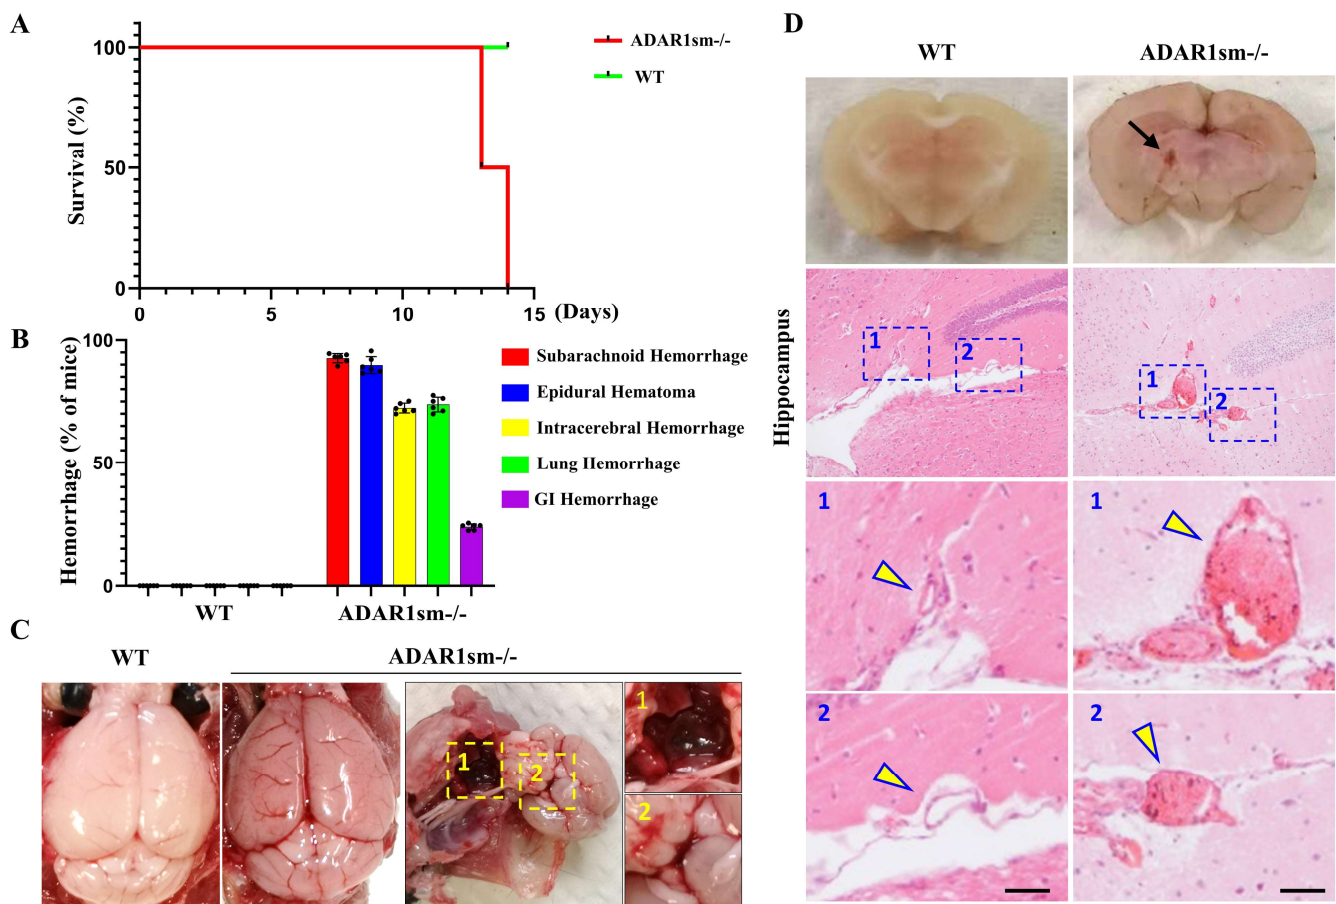 A
Survival (%)
100
50
0
0 5 10 15 (Days)
ADAR1sm-/-
WT
B
Hemorrhage (% of mice)
100
50
0
WT ADAR1sm-/-
Subarachnoid Hemorrhage
Epidural Hematoma
Intracerebral Hemorrhage
Lung Hemorrhage
GI Hemorrhage
C
WT ADAR1sm-/-
1
2
1
2
D
WT ADAR1sm-/-
Hippocampus
1
2
1
2
1
1
2
2